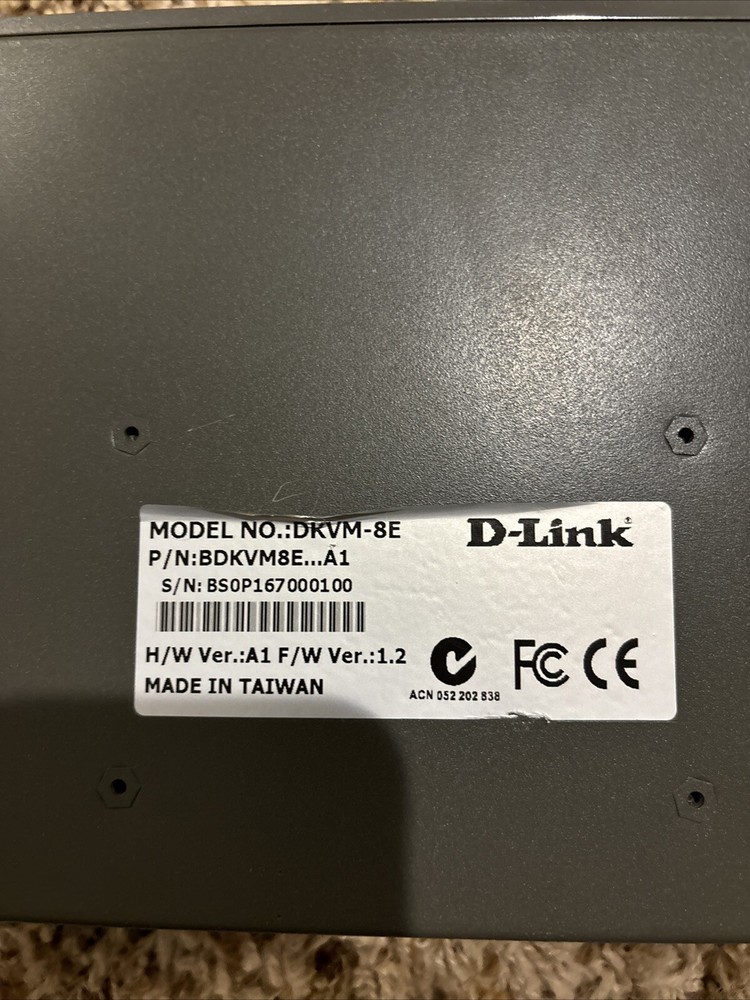 MODEL NO.:DKVM-8E
D-Link
P/N:BDKVM8E...A1
S/N: BS0P167000100
H/W Ver.:A1 F/W Ver.:1.2
MADE IN TAIWAN
ACN 052 202 838
FC CE